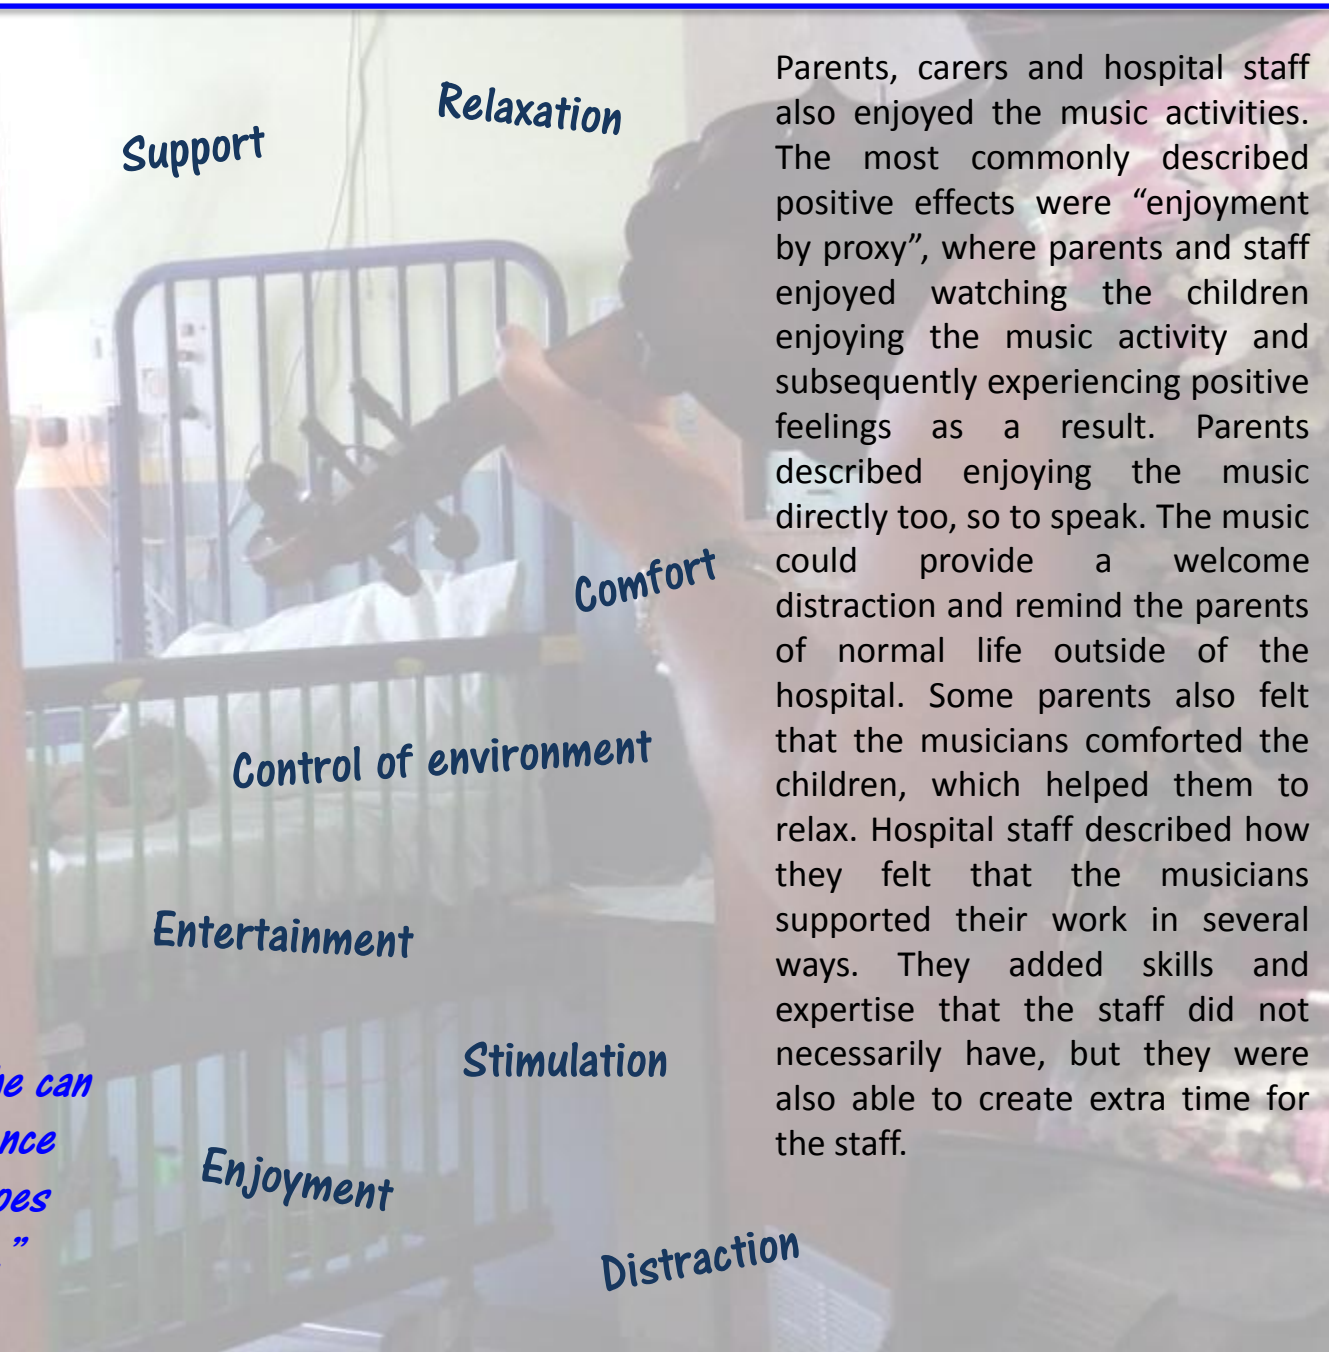 Relaxation
Support
Comfort
Control of environment
Entertainment
Stimulation
can
Enjoyment
”
Distraction
Parents, carers and hospital staff
also enjoyed the music activities.
The most commonly described
positive effects were “enjoyment
by proxy”, where parents and staff
enjoyed watching the children
enjoying the music activity and
subsequently experiencing positive
feelings as a result. Parents
described enjoying the music
directly too, so to speak. The music
could provide a welcome
distraction and remind the parents
of normal life outside of the
hospital. Some parents also felt
that the musicians comforted the
children, which helped them to
relax. Hospital staff described how
they felt that the musicians
supported their work in several
ways. They added skills and
expertise that the staff did not
necessarily have, but they were
also able to create extra time for
the staff.